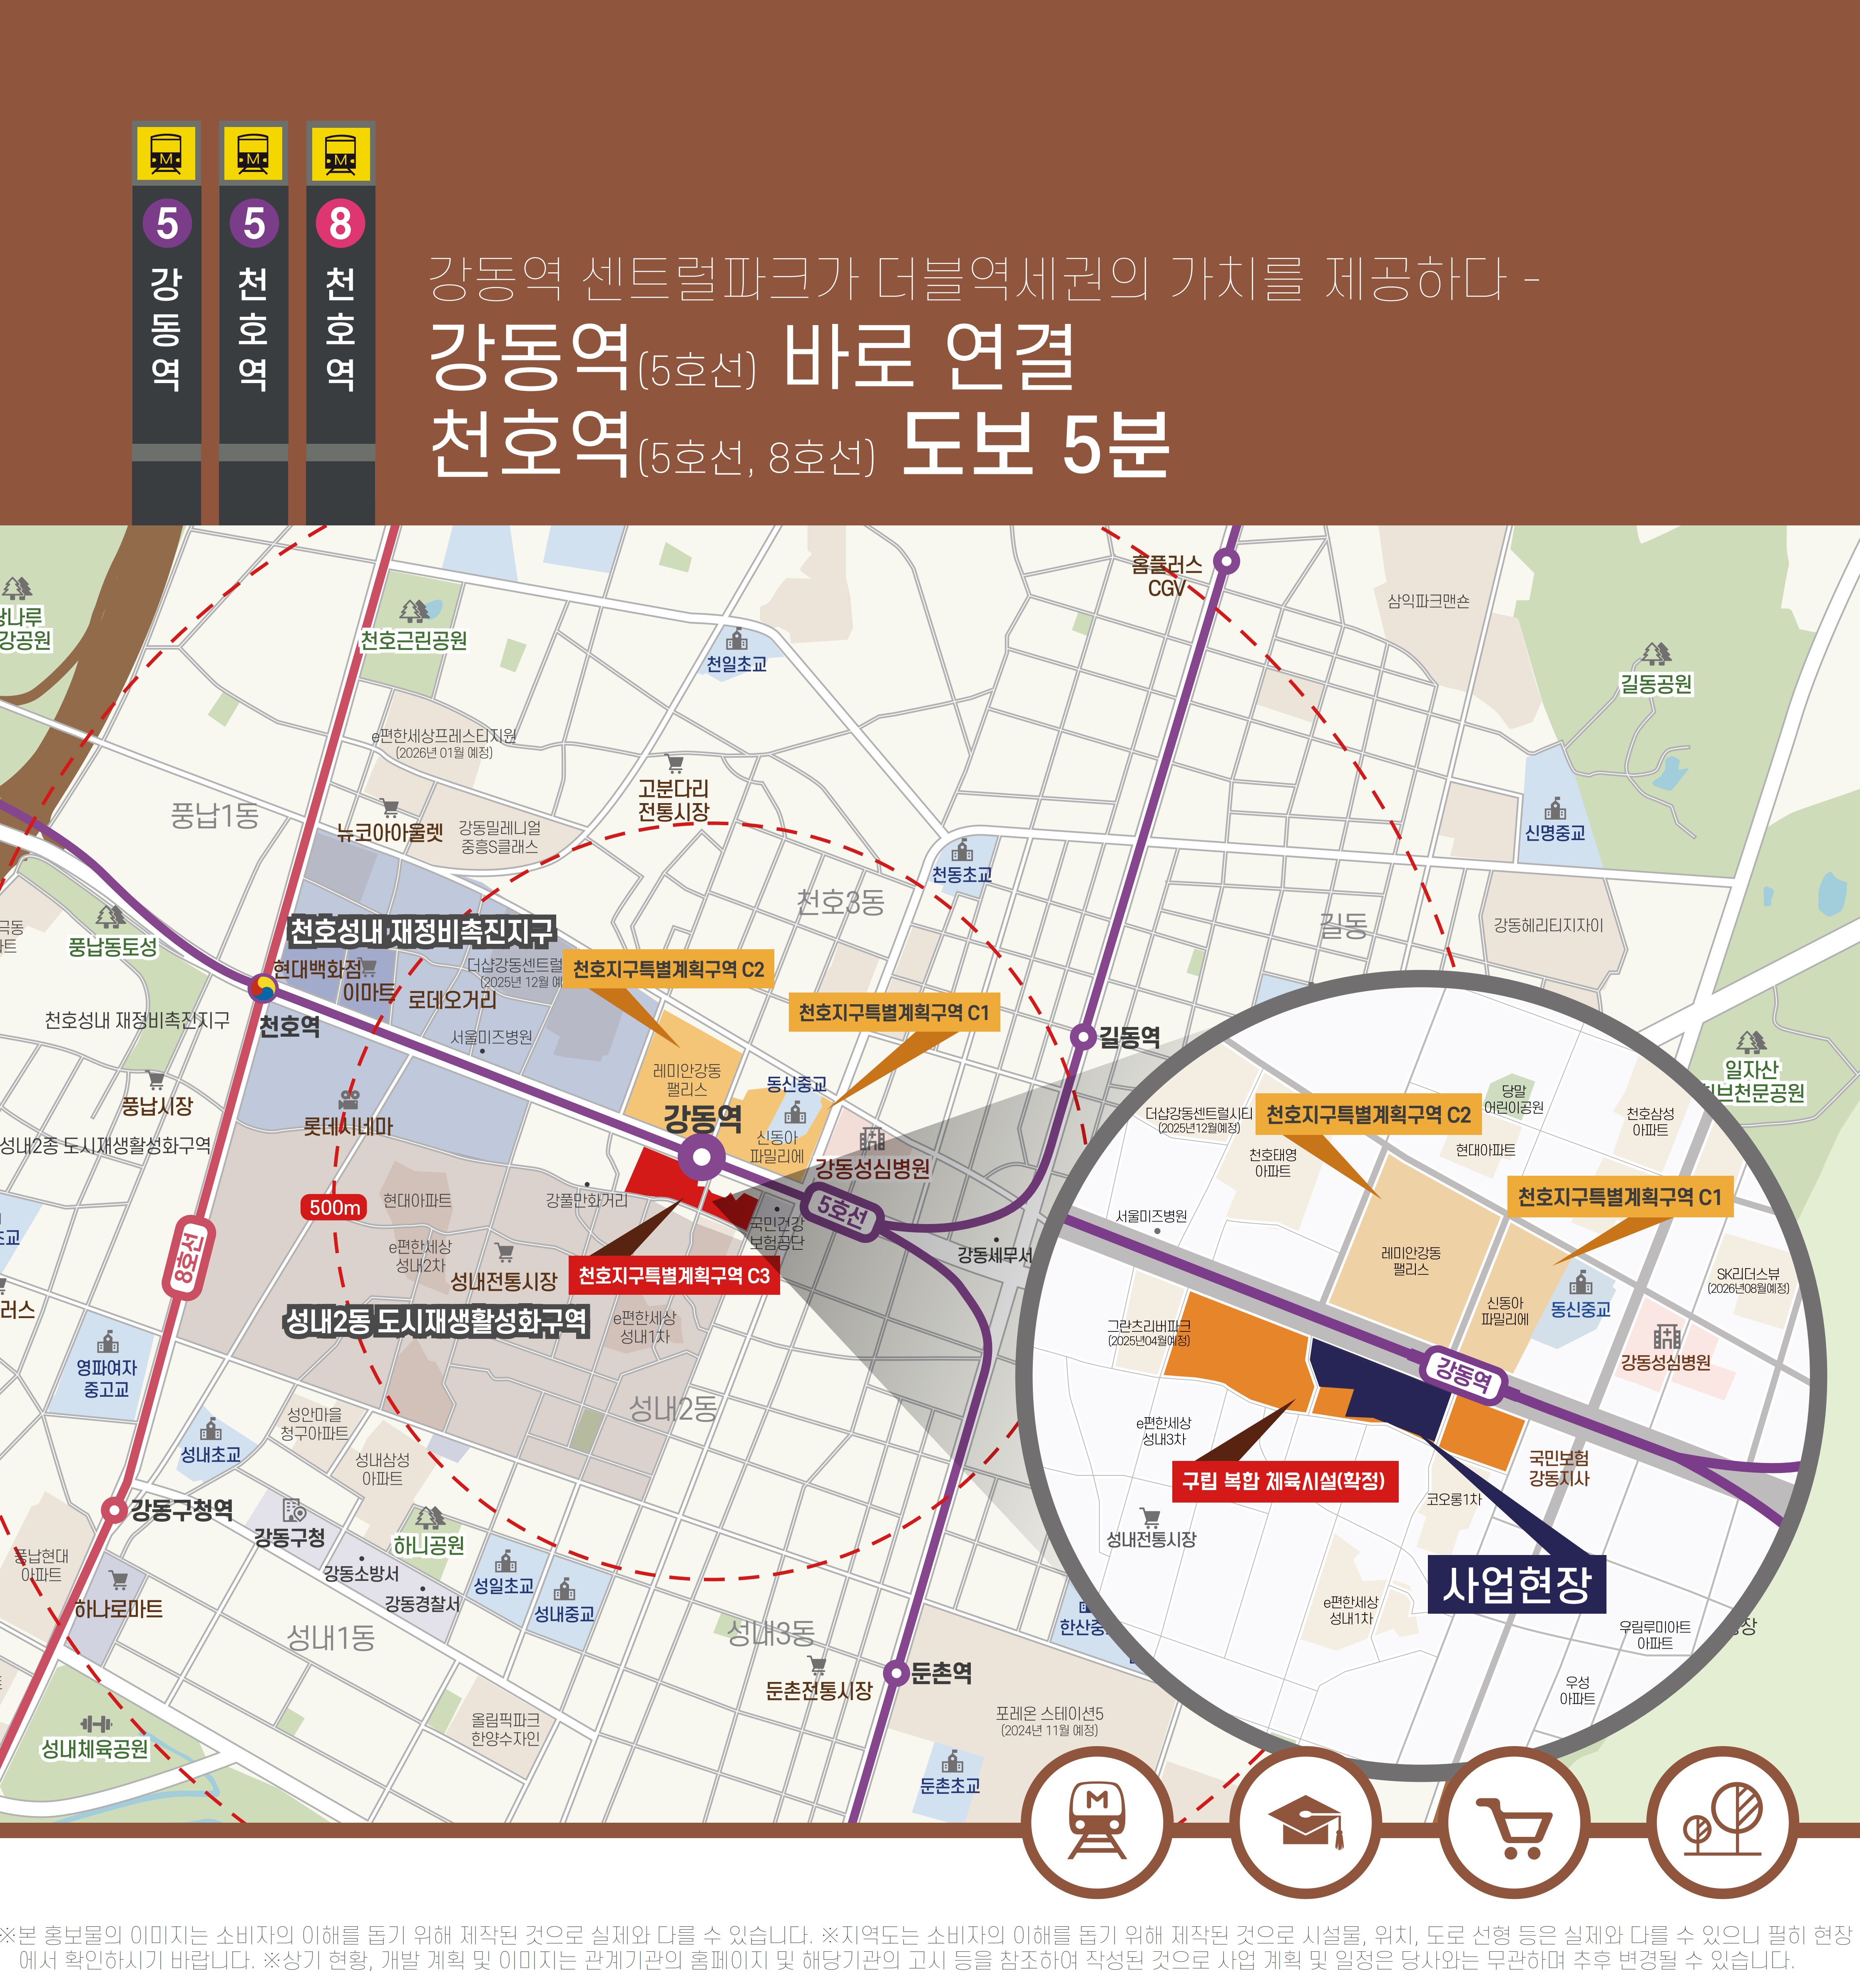 5
강동역
5
천호역
8
천호역
강동역 센트럴파크가 더블역세권의 가치를 제공하다 -
강동역(5호선) 바로 연결
천호역(5호선, 8호선) 도보 5분
홈플러스
CGV
삼익파크맨숀
강공원
천호근린공원
천일초교
길동공원
e편한세상프레스티지원
(2026년 01월 예정)
고분다리
전통시장
풍납1동
뉴코아아울렛
강동밀레니얼
중흥S클래스
신명중교
천동초교
천호3동
길동
강동헤리티지자이
풍납동토성
천호성내 재정비촉진지구
현대백화점
이마트
로데오거리
더샵강동센트럴
(2025년 12월 예
천호지구특별계획구역 C2
천호지구특별계획구역 C1
천호성내 재정비촉진지구
천호역
서울미즈병원
길동역
레미안강동
팰리스
동신중교
강동역
신동아
파밀리에
강동성심병원
일자산
브천문공원
풍납시장
롯데시네마
성내2종 도시재생활성화구역
500m
현대아파트
강풀만화거리
5호선
국민건강
보험공단
강동세무서
8호선
e편한세상
성내2차
성내전통시장
천호지구특별계획구역 C3
성내2동 도시재생활성화구역
e편한세상
성내1차
러스
영파여자
중고교
성내2동
성안마을
청구아파트
성내초교
성내삼성
아파트
강동구청역
강동구청
하니공원
강동소방서
강동경찰서
성일초교
성내중교
풍납현대
아파트
하나로마트
성내1동
성내3동
둔촌역
둔촌전통시장
한산중
올림픽파크
한양수자인
포레온 스테이션5
(2024년 11월 예정)
성내체육공원
둔촌초교
더샵강동센트럴시티
(2025년12월예정)
천호지구특별계획구역 C2
당말
어린이공원
천호삼성
아파트
천호태영
아파트
현대아파트
천호지구특별계획구역 C1
서울미즈병원
레미안강동
팰리스
SK리더스뷰
(2026년08월예정)
신동아
파밀리에
동신중교
그란츠리버파크
(2025년04월예정)
강동역
강동성심병원
e편한세상
성내3차
구립 복합 체육시설(확정)
국민보험
강동지사
코오롱1차
성내전통시장
사업현장
e편한세상
성내1차
우림루미아트
아파트
우성
아파트
※본 홍보물의 이미지는 소비자의 이해를 돕기 위해 제작된 것으로 실제와 다를 수 있습니다. ※지역도는 소비자의 이해를 돕기 위해 제작된 것으로 시설물, 위치, 도로 선형 등은 실제와 다를 수 있으니 필히 현장
에서 확인하시기 바랍니다. ※상기 현황, 개발 계획 및 이미지는 관계기관의 홈페이지 및 해당기관의 고시 등을 참조하여 작성된 것으로 사업 계획 및 일정은 당사와는 무관하며 추후 변경될 수 있습니다.